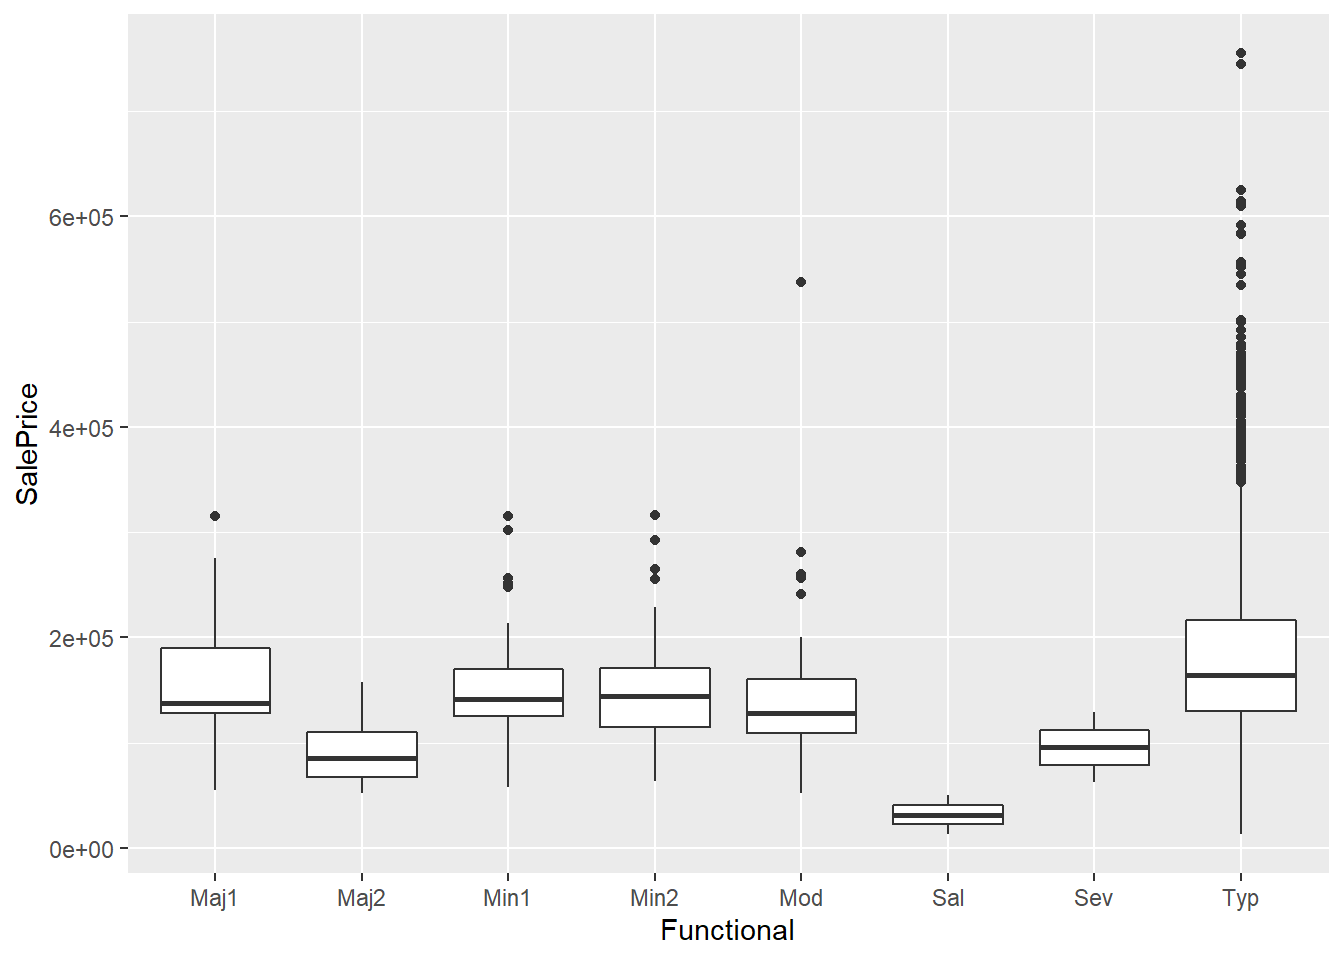 SalePrice
6e+05
4e+05
2e+05
0e+00
Maj1 Maj2 Min1 Min2 Mod Sal Sev Typ
Functional